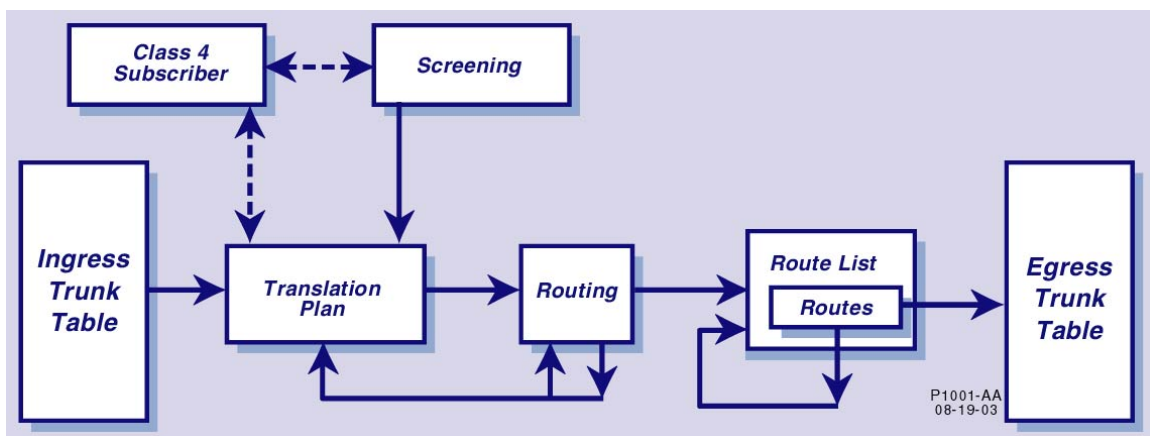 Class 4
Subscriber
Screening
Ingress
Trunk
Table
Translation
Plan
Routing
Route List
Routes
Egress
Trunk
Table
P1001-AA
08-19-03